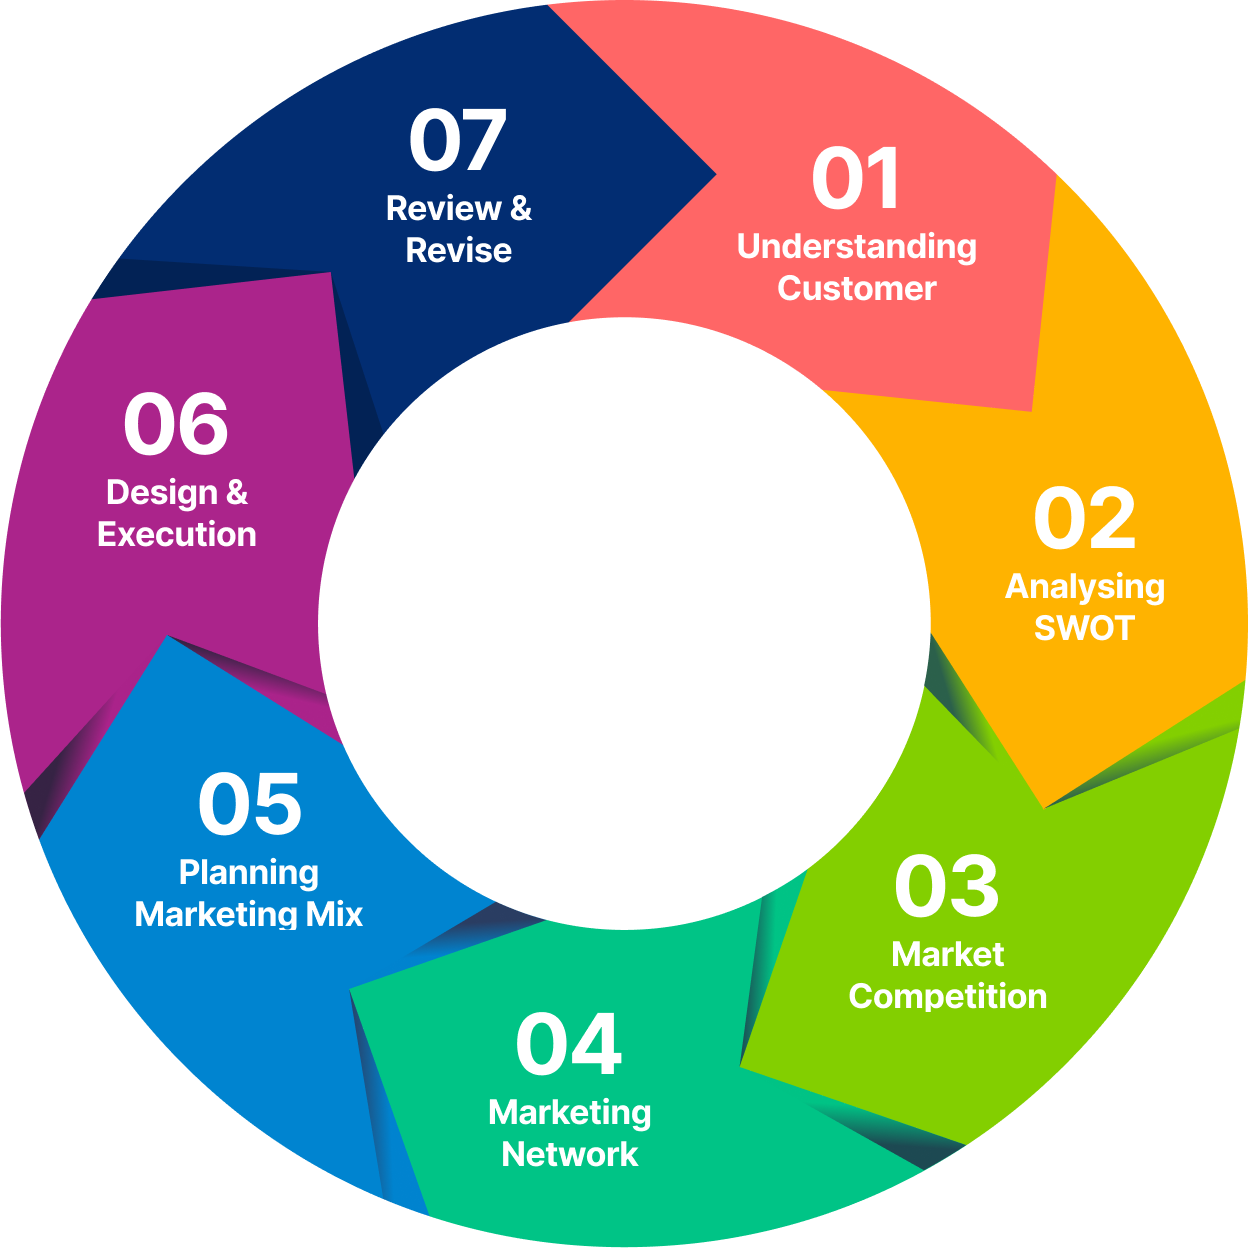 01
Understanding
Customer
02
Analysing
SWOT
03
Market
Competition
04
Marketing
Network
05
Planning
Marketing Mix
06
Design &
Execution
07
Review &
Revise